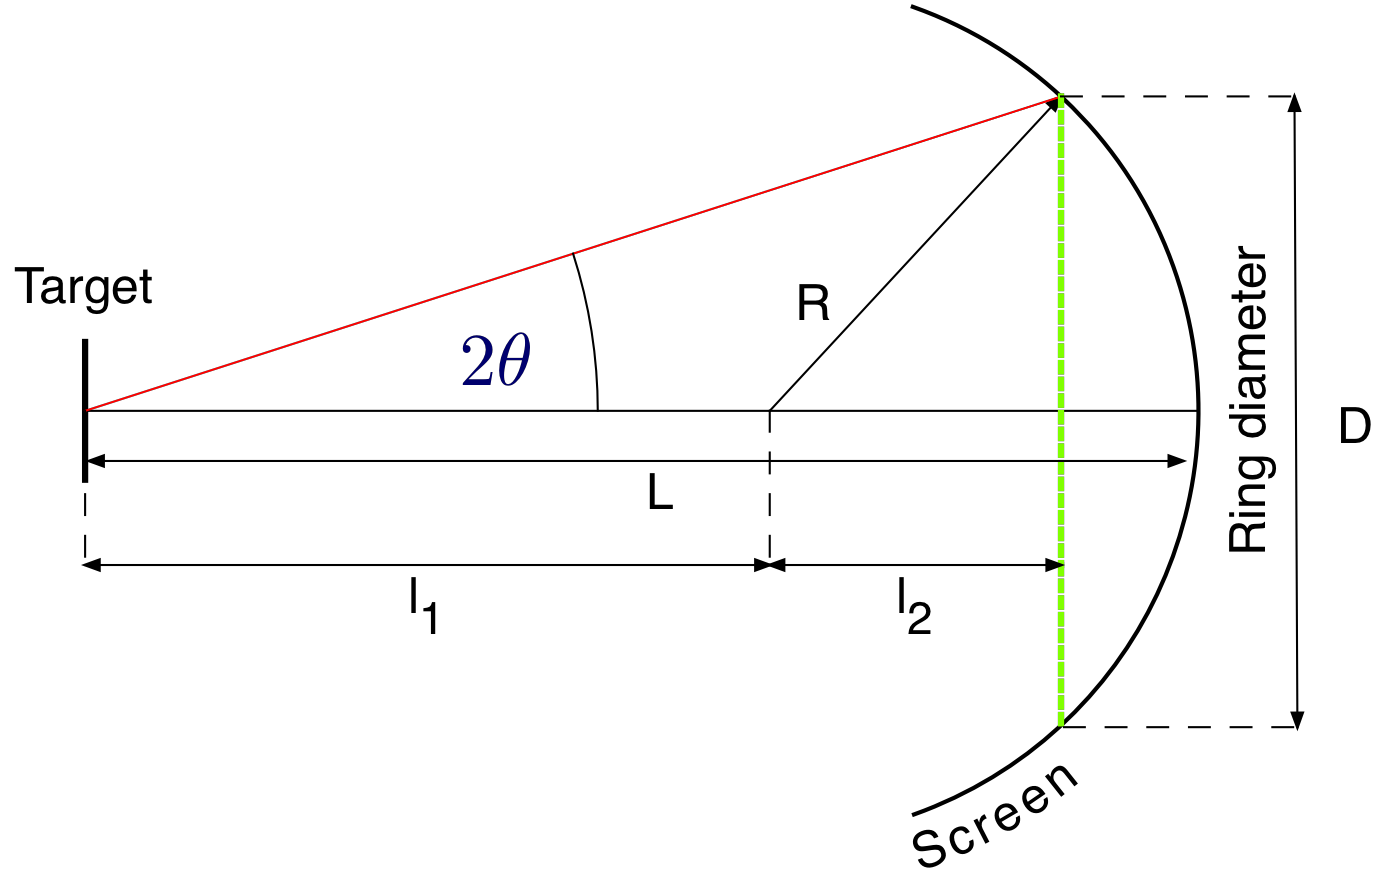 Target
2θ
R
L
l₁
l₂
Ring diameter
D
Screen